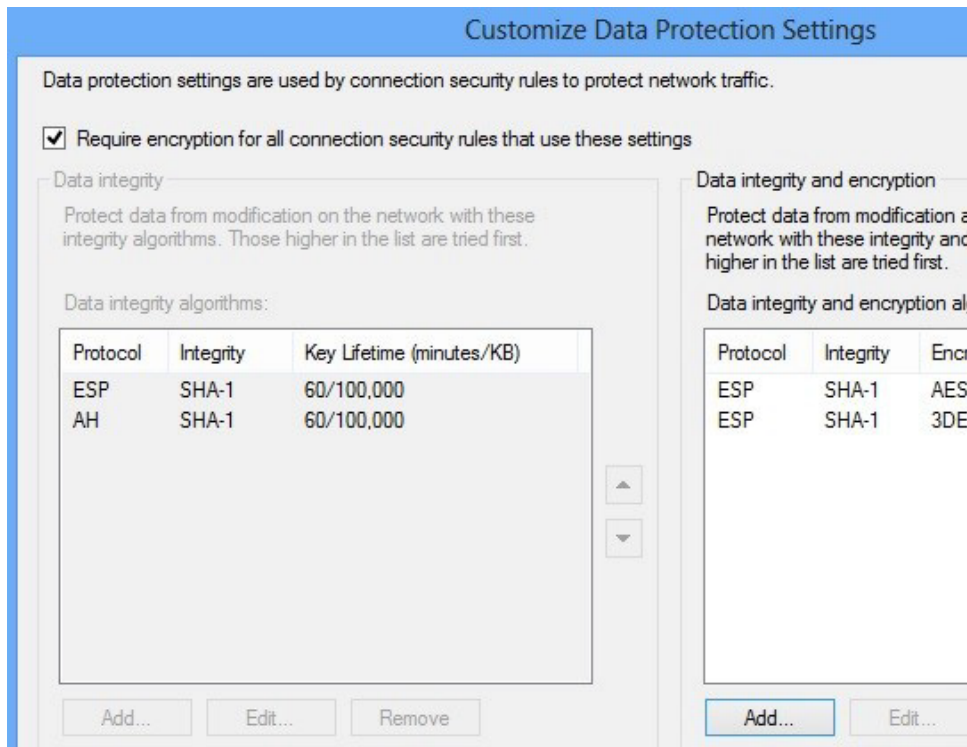 Customize Data Protection Settings
Data protection settings are used by connection security rules to protect network traffic.
Require encryption for all connection security rules that use these settings
Data integrity
Protect data from modification on the network with these
integrity algorithms. Those higher in the list are tried first.
Data integrity algorithms:
Protocol Integrity Key Lifetime (minutes/KB)
ESP SHA-1 60/100,000
AH SHA-1 60/100,000
Add... Edit... Remove
Data integrity and encryption
Protect data from modification a
network with these integrity and
higher in the list are tried first.
Data integrity and encryption al
Protocol Integrity Encr
ESP SHA-1 AES
ESP SHA-1 3DE
Add... Edit...